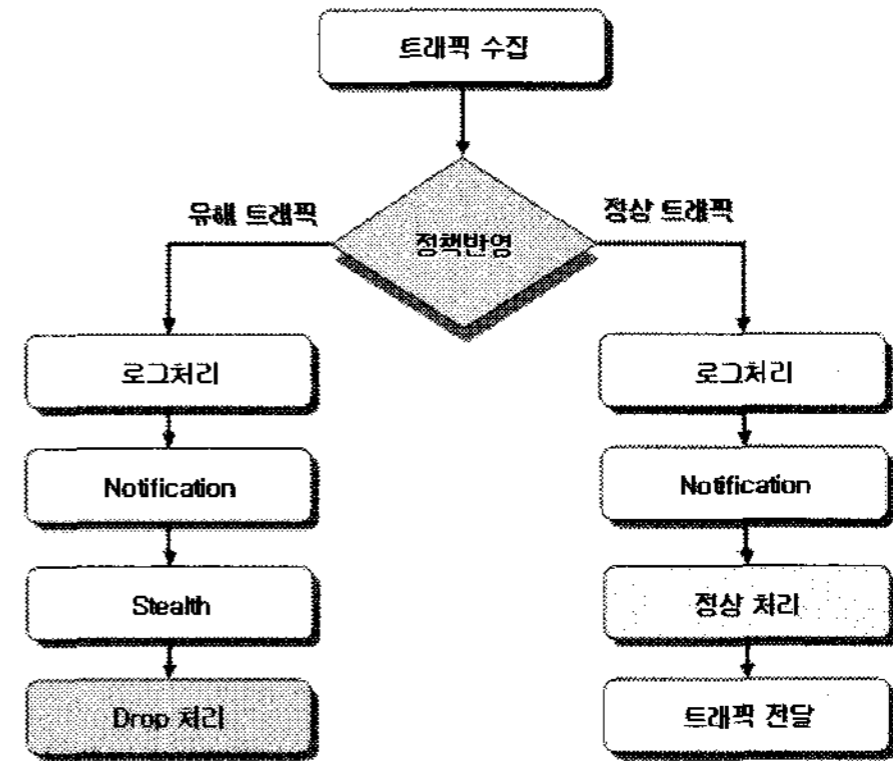 트래픽 수집
유해 트래픽
정상 트래픽
정책반영
로그처리
로그처리
Notification
Notification
Stealth
정상 처리
Drop 처리
트래픽 전달